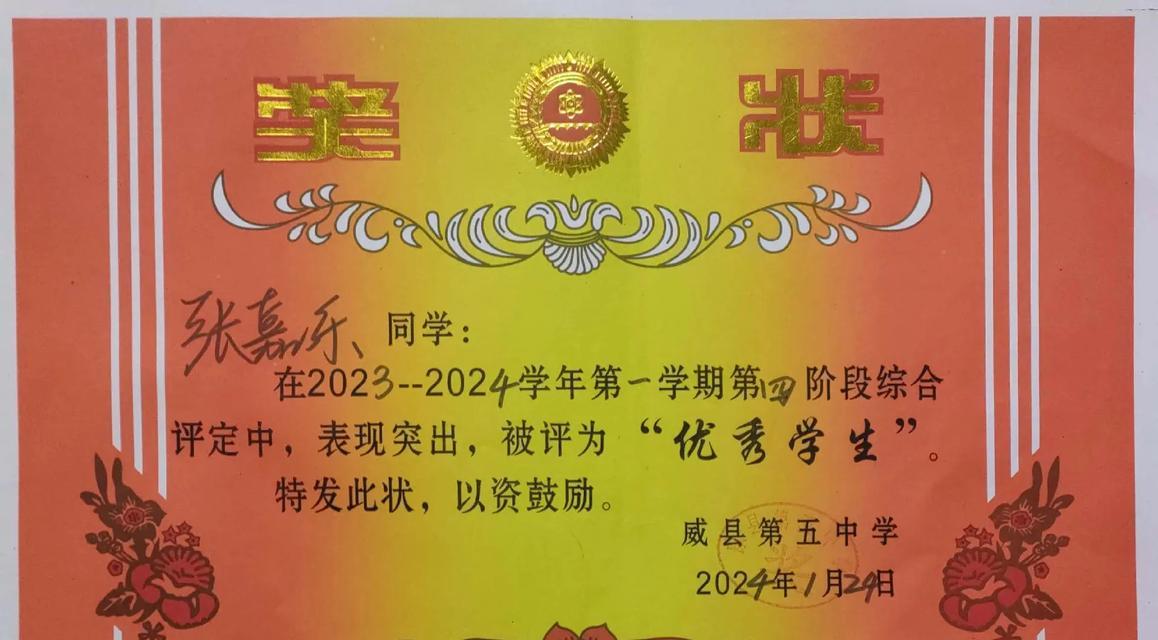 奖状
张嘉乐、同学：
在2023--2024学年第一学期第四阶段综合
评定中，表现突出，被评为“优秀学生”。
特发此状，以资鼓励。
威县第五中学
2024年1月24日